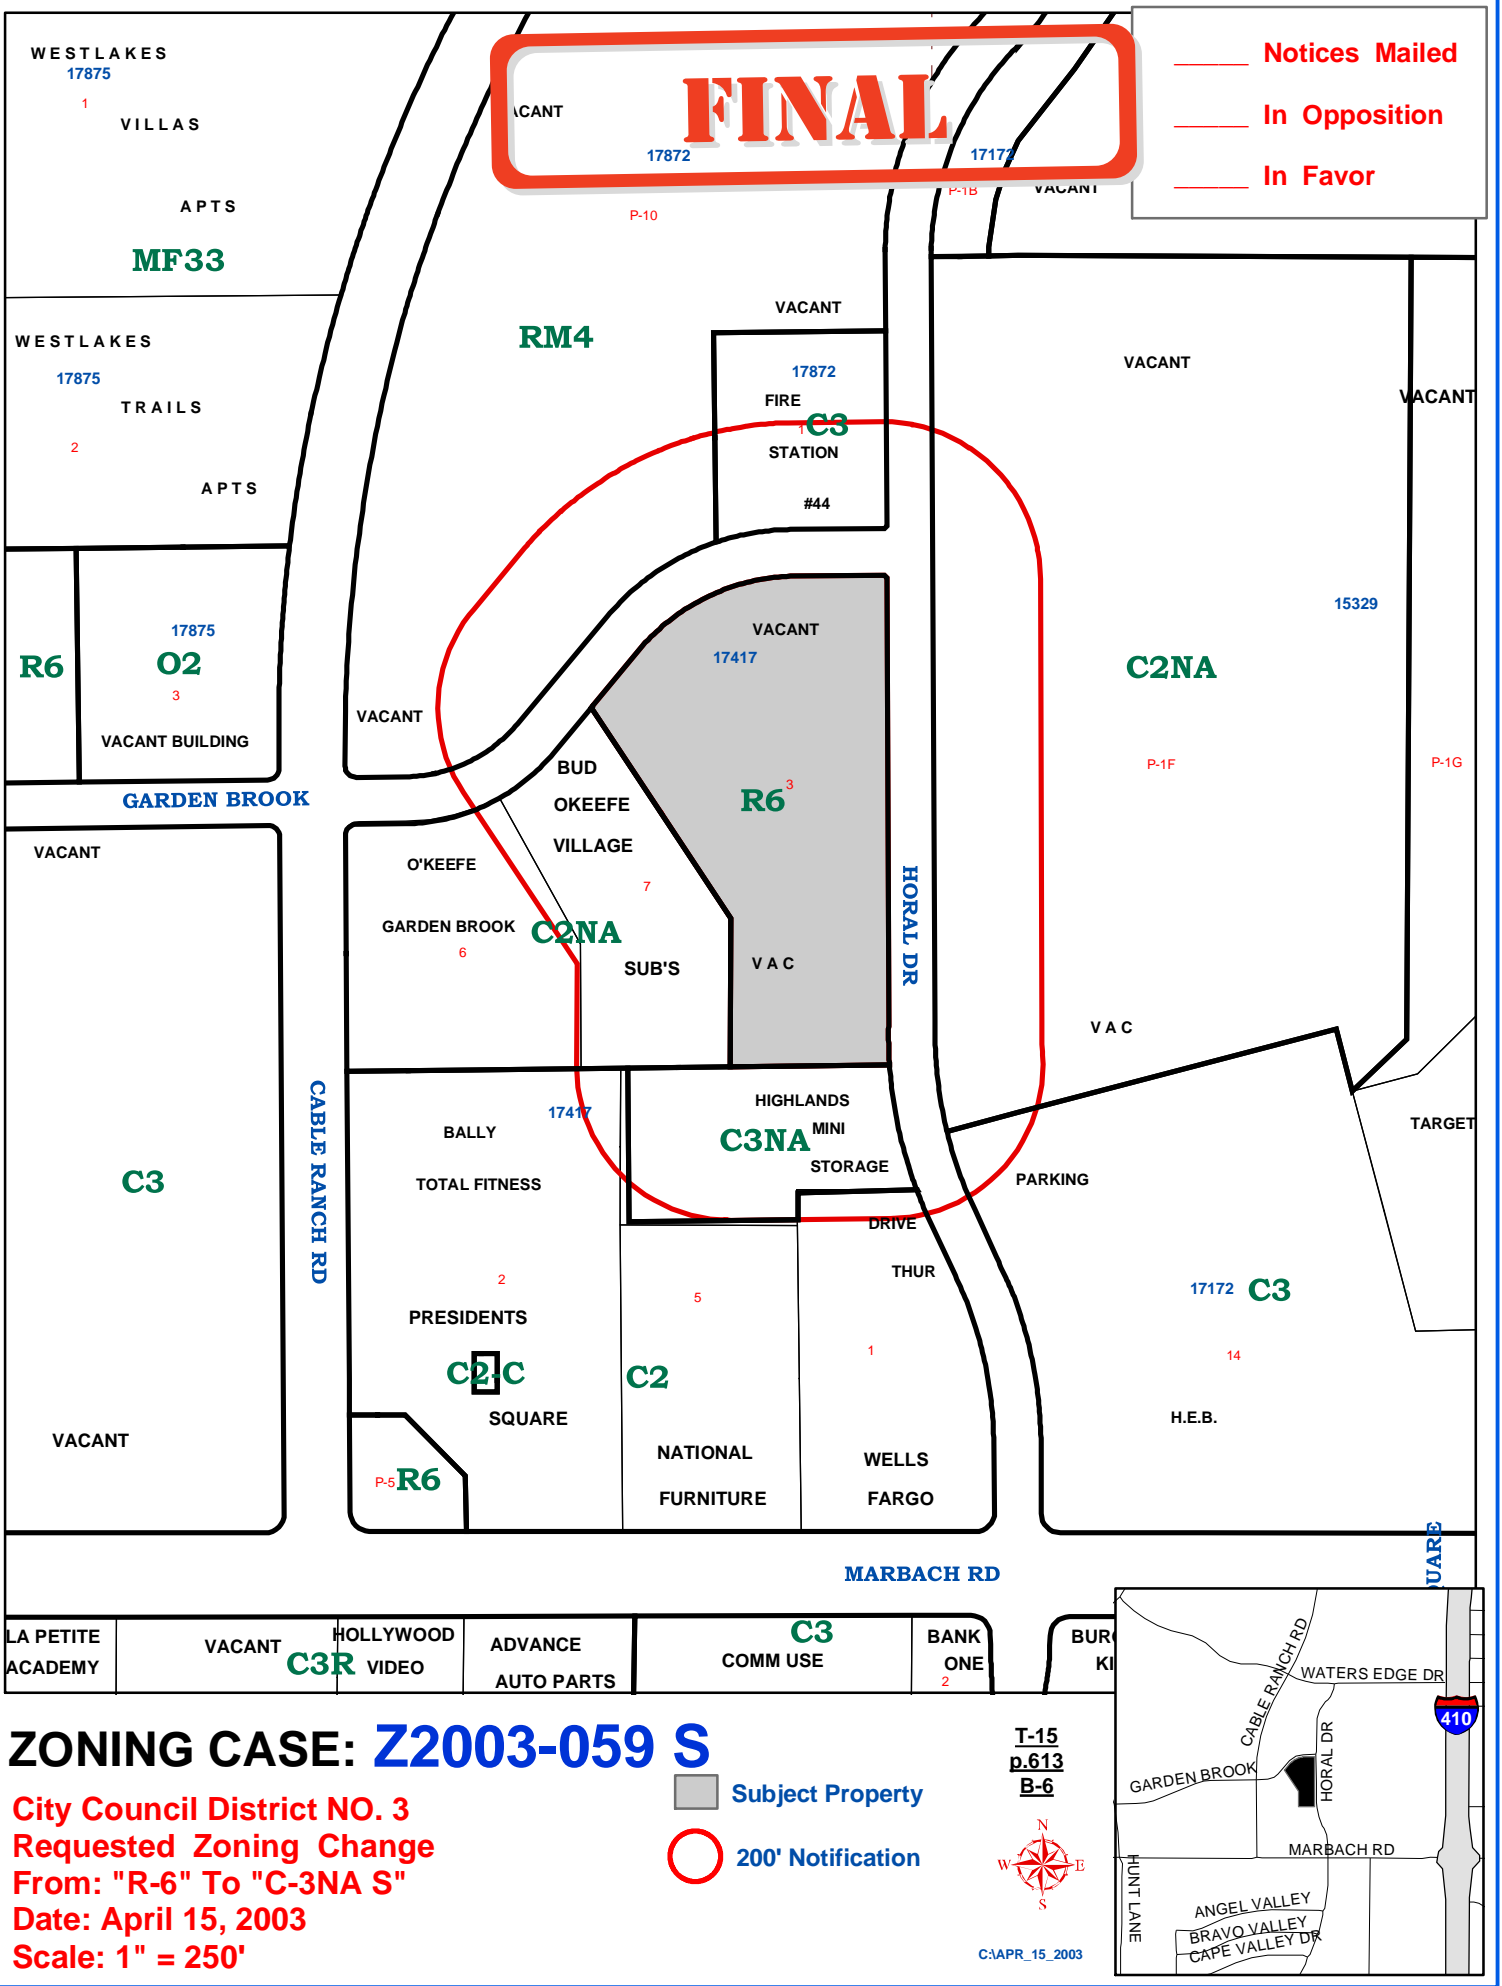 WESTLAKES
17875
1
VILLAS
APTS
MF33
FINAL
17872
P-10
17172
P-1B
VACANT
_____ Notices Mailed
_____ In Opposition
_____ In Favor
WESTLAKES
17875
TRAILS
2
APTS
RM4
VACANT
17872
FIRE
1
C3
STATION
#44
VACANT
VACANT
15329
C2NA
P-1F
P-1G
VAC
R6
17875
O2
3
VACANT BUILDING
VACANT
GARDEN BROOK
VACANT
17417
R6
3
VAC
BUD
OKEEFE
VILLAGE
7
C2NA
SUB'S
O'KEEFE
GARDEN BROOK
6
HORAL DR
VACANT
C3
VACANT
CABLE RANCH RD
17417
BALLY
TOTAL FITNESS
2
PRESIDENTS
C2-C
SQUARE
P-5
R6
HIGHLANDS
C3NA
MINI
STORAGE
DRIVE
THUR
5
C2
NATIONAL
FURNITURE
1
WELLS
FARGO
PARKING
TARGET
17172
C3
14
H.E.B.
MARBACH RD
UARE
LA PETITE
ACADEMY
VACANT
C3R
HOLLYWOOD
VIDEO
ADVANCE
AUTO PARTS
C3
COMM USE
BANK
ONE
2
BUR
KI
ZONING CASE: Z2003-059 S
City Council District NO. 3
Requested Zoning Change
From: "R-6" To "C-3NA S"
Date: April 15, 2003
Scale: 1" = 250'
Subject Property
200' Notification
T-15
p.613
B-6
N
W E
S
C:\APR_15_2003
CABLE RANCH RD
WATERS EDGE DR
410
GARDEN BROOK
HORAL DR
MARBACH RD
HUNT LANE
ANGEL VALLEY
BRAVO VALLEY
CAPE VALLEY DR